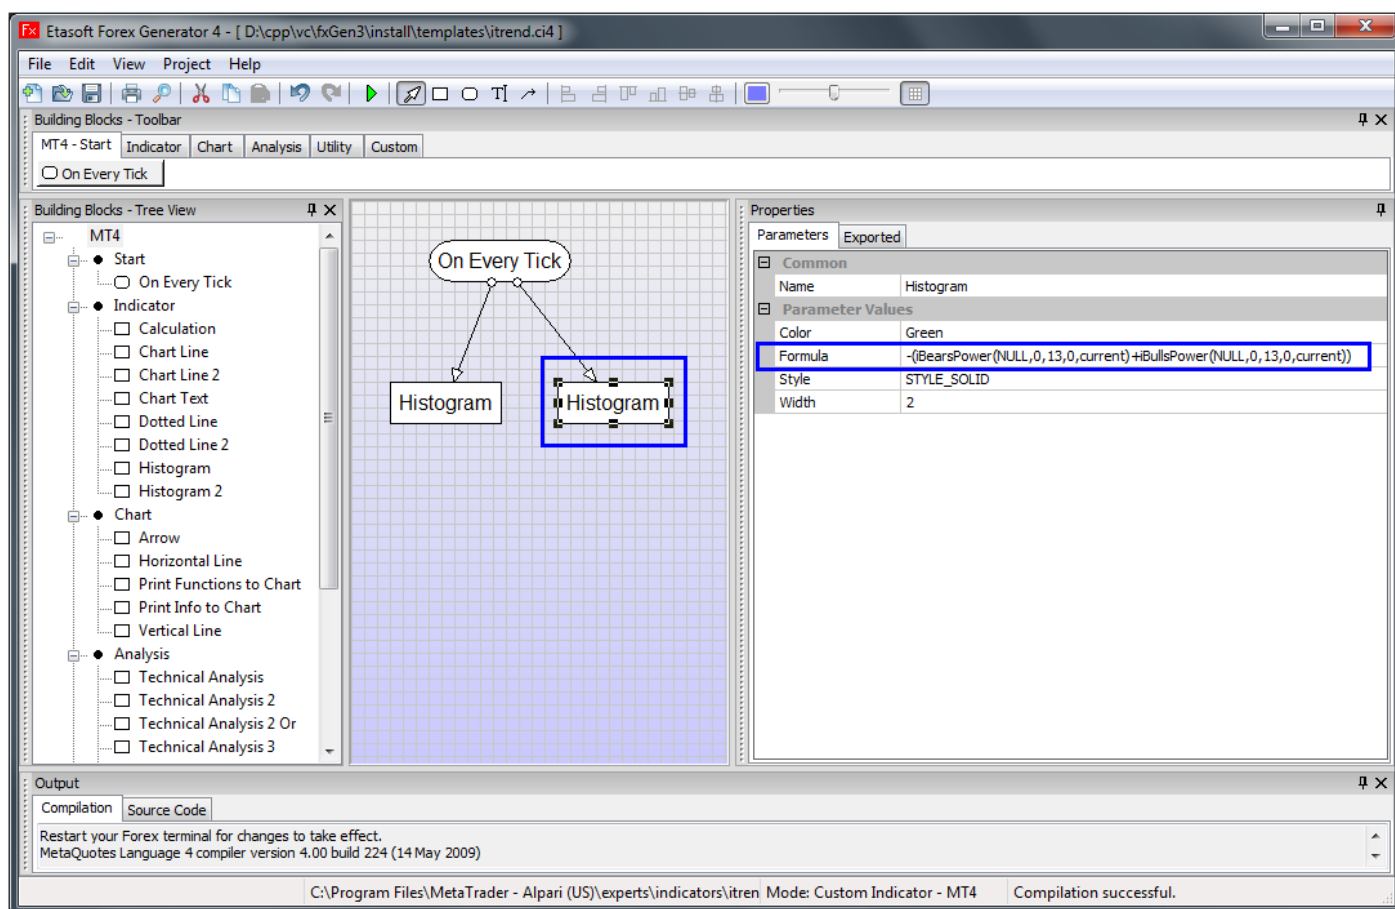 Fx Etasoft Forex Generator 4 - [ D:\cpp\vc\fxGen3\install\templates\itrend.ci4 ]
File Edit View Project Help
Building Blocks - Toolbar
MT4 - Start Indicator Chart Analysis Utility Custom
On Every Tick
Building Blocks - Tree View
MT4
Start
On Every Tick
Indicator
Calculation
Chart Line
Chart Line 2
Chart Text
Dotted Line
Dotted Line 2
Histogram
Histogram 2
Chart
Arrow
Horizontal Line
Print Functions to Chart
Print Info to Chart
Vertical Line
Analysis
Technical Analysis
Technical Analysis 2
Technical Analysis 2 Or
Technical Analysis 3
On Every Tick
Histogram Histogram
Properties
Parameters Exported
Common
Name Histogram
Parameter Values
Color Green
Formula -(iBearsPower(NULL,0,13,0,current)+iBullsPower(NULL,0,13,0,current))
Style STYLE_SOLID
Width 2
Output
Compilation Source Code
Restart your Forex terminal for changes to take effect.
MetaQuotes Language 4 compiler version 4.00 build 224 (14 May 2009)
C:\Program Files\MetaTrader - Alpari (US)\experts\indicators\itren Mode: Custom Indicator - MT4 Compilation successful.